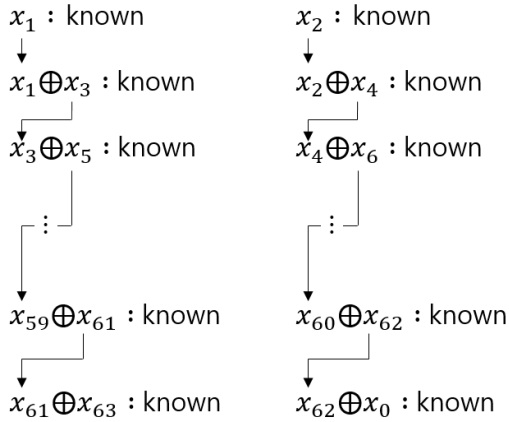 x₁ : known
x₁⊕x₃ : known
x₃⊕x₅ : known
⋮
x₅₉⊕x₆₁ : known
x₆₁⊕x₆₃ : known
x₂ : known
x₂⊕x₄ : known
x₄⊕x₆ : known
⋮
x₆₀⊕x₆₂ : known
x₆₂⊕x₀ : known